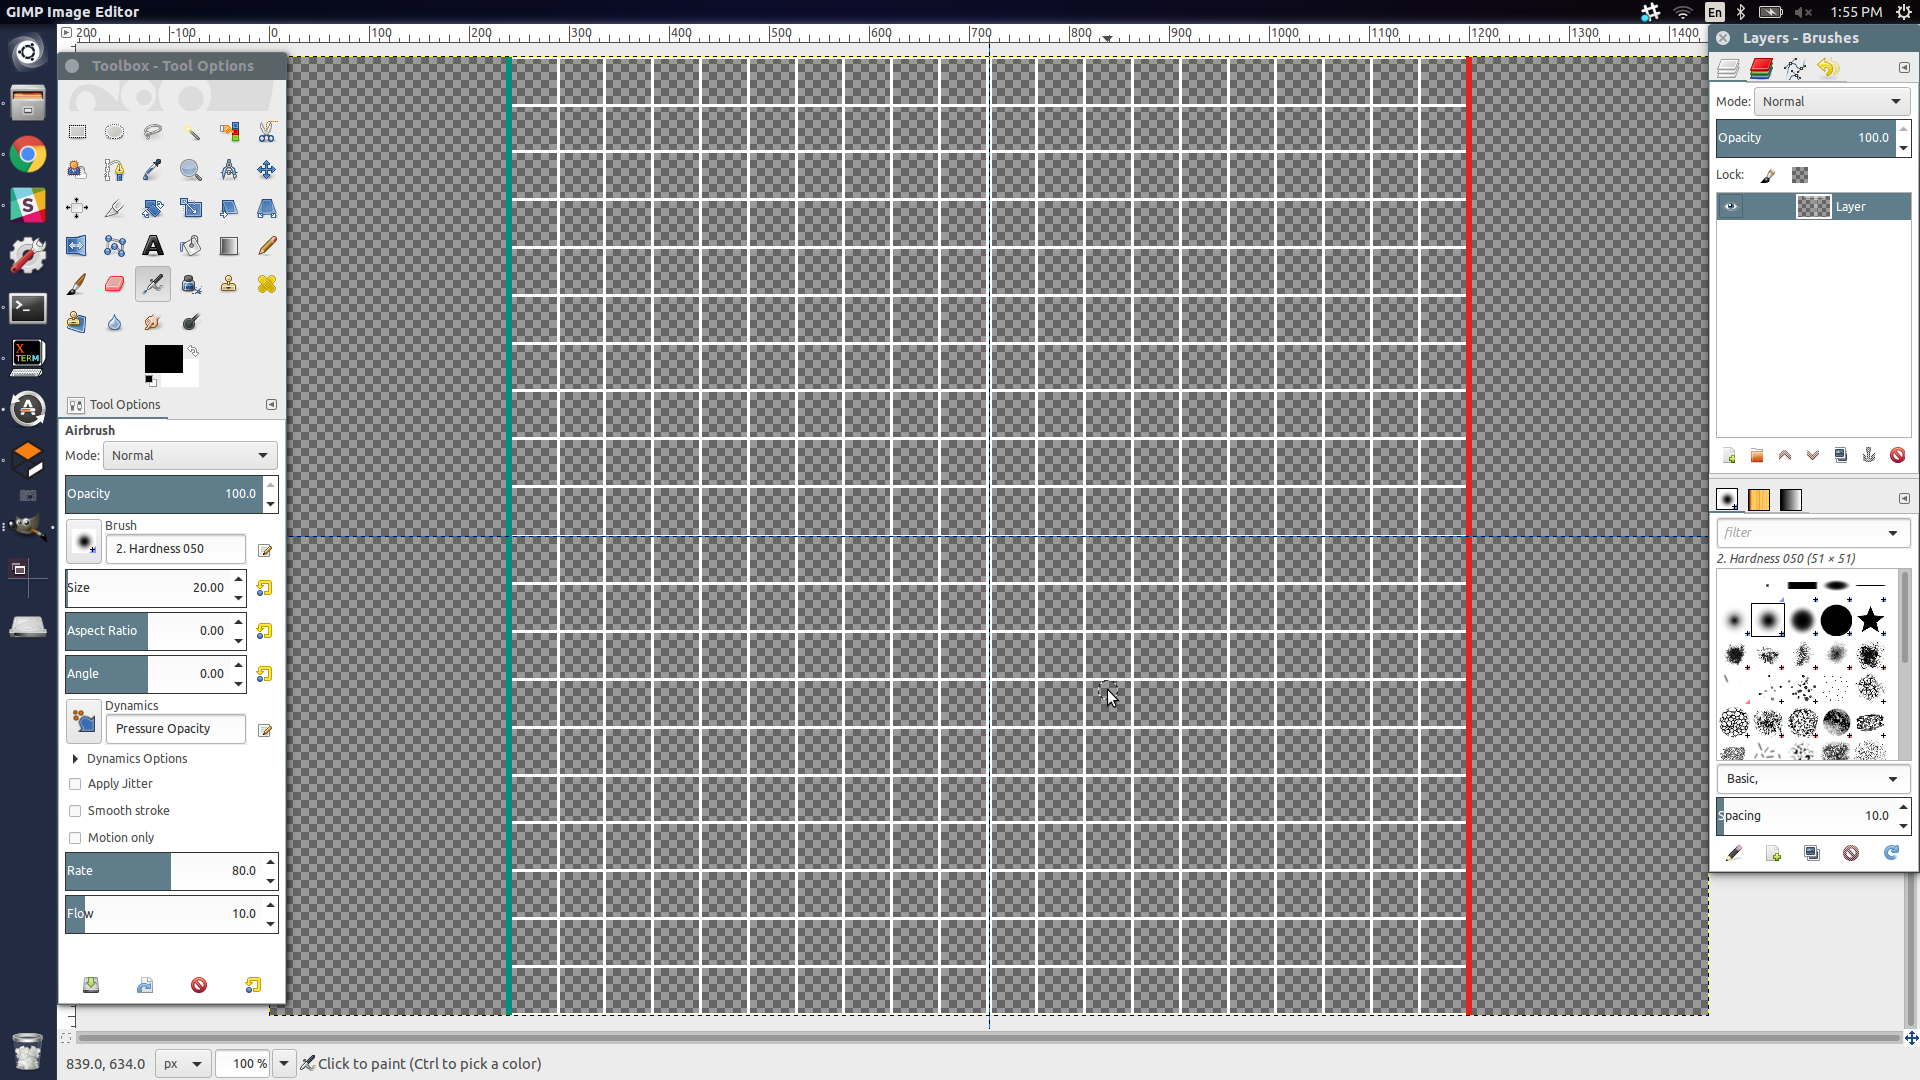 GIMP Image Editor
En
1:55 PM
200 -100 0 100 200 300 400 500 600 700 800 900 1000 1100 1200 1300 1400
Toolbox - Tool Options
Layers - Brushes
Mode: Normal
Opacity 100.0
Lock:
Layer
S
X
TERM
A
A
Tool Options
Airbrush
Mode: Normal
Opacity 100.0
Brush
2. Hardness 050
Size 20.00
Aspect Ratio 0.00
Angle 0.00
Dynamics
Pressure Opacity
Dynamics Options
Apply Jitter
Smooth stroke
Motion only
Rate 80.0
Flow 10.0
filter
2. Hardness 050 (51 × 51)
Basic,
Spacing 10.0
839.0, 634.0 px 100 % Click to paint (Ctrl to pick a color)